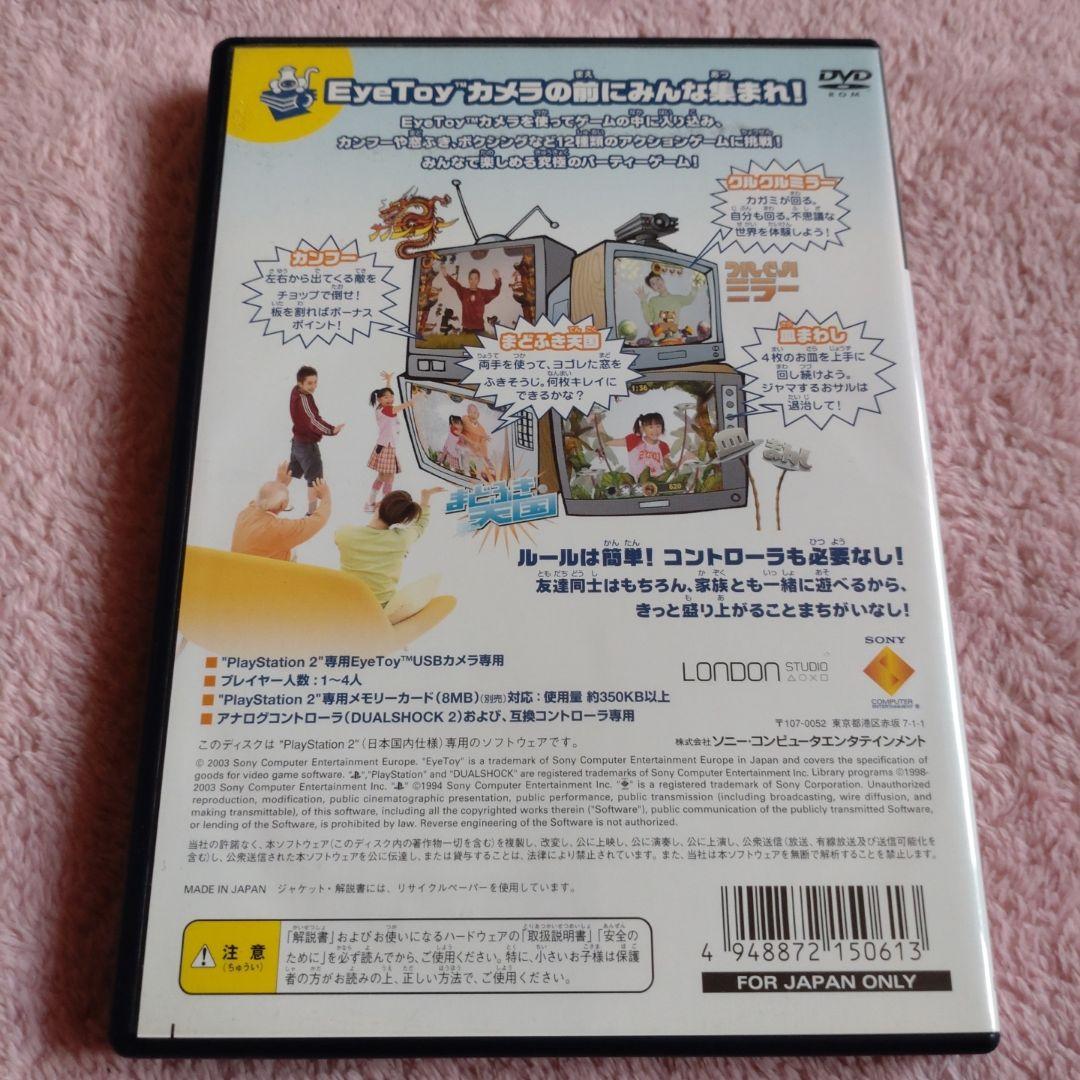 EyeToy™カメラの前にみんな集まれ!
DVD
ROM
EyeToy™カメラを使ってゲームの中に入り込み、
カンフーや窓ふき、ボクシングなど12種類のアクションゲームに挑戦!
みんなで楽しめる究極のパーティーゲーム!
クルクルミラー
カガミが回る。
自分も回る。不思議な
世界を体験しよう!
カンフー
左右から出てくる敵を
チョップで倒せ!
板を割ればボーナス
ポイント!
まどふき天国
両手を使って、ヨゴレた窓を
ふきそうじ。何枚キレイに
できるかな?
皿まわし
4枚のお皿を上手に
回し続けよう。
ジャマするおサルは
退治して!
1:36
620
まどふき
天国
ルールは簡単! コントローラも必要なし!
友達同士はもちろん、家族とも一緒に遊べるから、
きっと盛り上がることまちがいなし!
■ "PlayStation 2"専用EyeToy™USBカメラ専用
■ プレイヤー人数:1〜4人
■ "PlayStation 2"専用メモリーカード(8MB)(別売)対応:使用量 約350KB以上
■ アナログコントローラ(DUALSHOCK 2)および、互換コントローラ専用
LONDON STUDIO
SONY
COMPUTER
ENTERTAINMENT®
〒107-0052 東京都港区赤坂 7-1-1
株式会社ソニー・コンピュータエンタテインメント
このディスクは "PlayStation 2"(日本国内仕様)専用のソフトウェアです。
© 2003 Sony Computer Entertainment Europe. "EyeToy" is a trademark of Sony Computer Entertainment Europe in Japan and covers the specification of
goods for video game software. "","PlayStation" and "DUALSHOCK" are registered trademarks of Sony Computer Entertainment Inc. Library programs ©1998-
2003 Sony Computer Entertainment Inc. "" ©1994 Sony Computer Entertainment Inc. "" is a registered trademark of Sony Corporation. Unauthorized
reproduction, modification, public cinematographic presentation, public performance, public transmission (including broadcasting, wire diffusion, and
making transmittable), of this software, including all the copyrighted works therein ("Software"), public communication of the publicly transmitted Software,
or lending of the Software, is prohibited by law. Reverse engineering of the Software is not authorized.
当社の許諾なく、本ソフトウェア(このディスク内の著作物一切を含む)を複製し、改変し、公に上映し、公に演奏し、公に上演し、公衆送信(放送、有線放送及び送信可能化を
含む)し、公衆送信された本ソフトウェアを公に伝達し、または貸与することは、法律により禁止されています。また、当社は本ソフトウェアを無断で解析することを禁止します。
MADE IN JAPAN ジャケット・解説書には、リサイクルペーパーを使用しています。
注意
(ちゅうい)
「解説書」およびお使いになるハードウェアの「取扱説明書」「安全の
ために」を必ず読んでから、ご使用ください。特に、小さいお子様は保護
者の方がお読みの上、正しい方法で、ご使用ください。
4 948872 150613
FOR JAPAN ONLY